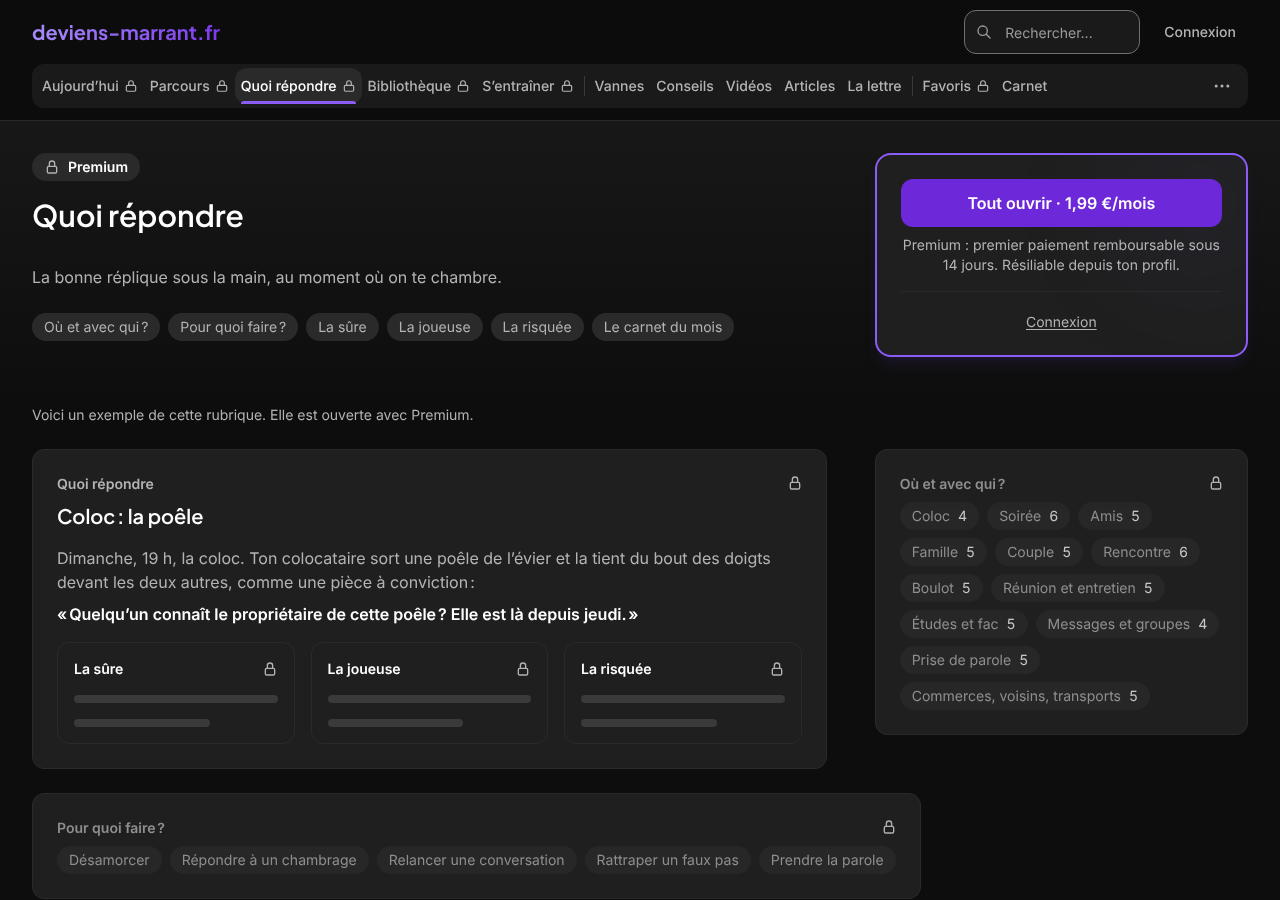 deviens-marrant.fr
Rechercher...
Connexion
Aujourd’hui Parcours Quoi répondre Bibliothèque S’entraîner Vannes Conseils Vidéos Articles La lettre Favoris Carnet
Premium
Quoi répondre
La bonne réplique sous la main, au moment où on te chambre.
Où et avec qui ? Pour quoi faire ? La sûre La joueuse La risquée Le carnet du mois
Tout ouvrir · 1,99 €/mois
Premium : premier paiement remboursable sous
14 jours. Résiliable depuis ton profil.
Connexion
Voici un exemple de cette rubrique. Elle est ouverte avec Premium.
Quoi répondre
Coloc : la poêle
Dimanche, 19 h, la coloc. Ton colocataire sort une poêle de l’évier et la tient du bout des doigts
devant les deux autres, comme une pièce à conviction :
« Quelqu’un connaît le propriétaire de cette poêle ? Elle est là depuis jeudi. »
La sûre La joueuse La risquée
Où et avec qui ?
Coloc 4 Soirée 6 Amis 5
Famille 5 Couple 5 Rencontre 6
Boulot 5 Réunion et entretien 5
Études et fac 5 Messages et groupes 4
Prise de parole 5
Commerces, voisins, transports 5
Pour quoi faire ?
Désamorcer Répondre à un chambrage Relancer une conversation Rattraper un faux pas Prendre la parole